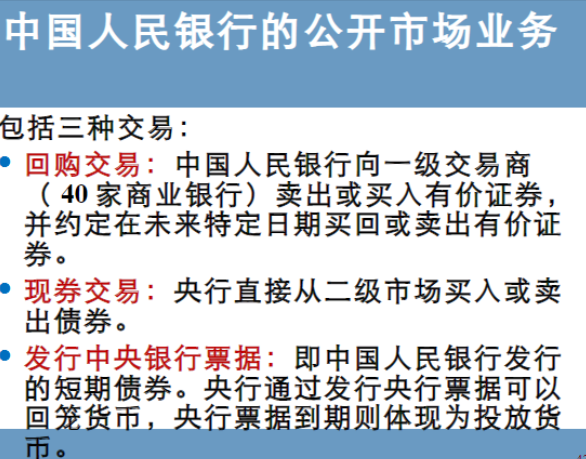 中国人民银行的公开市场业务
包括三种交易：
• 回购交易：中国人民银行向一级交易商
（40家商业银行）卖出或买入有价证券，
并约定在未来特定日期买回或卖出有价证
券。
• 现券交易：央行直接从二级市场买入或卖
出债券。
• 发行中央银行票据：即中国人民银行发行
的短期债券。央行通过发行央行票据可以
回笼货币，央行票据到期则体现为投放货
币。